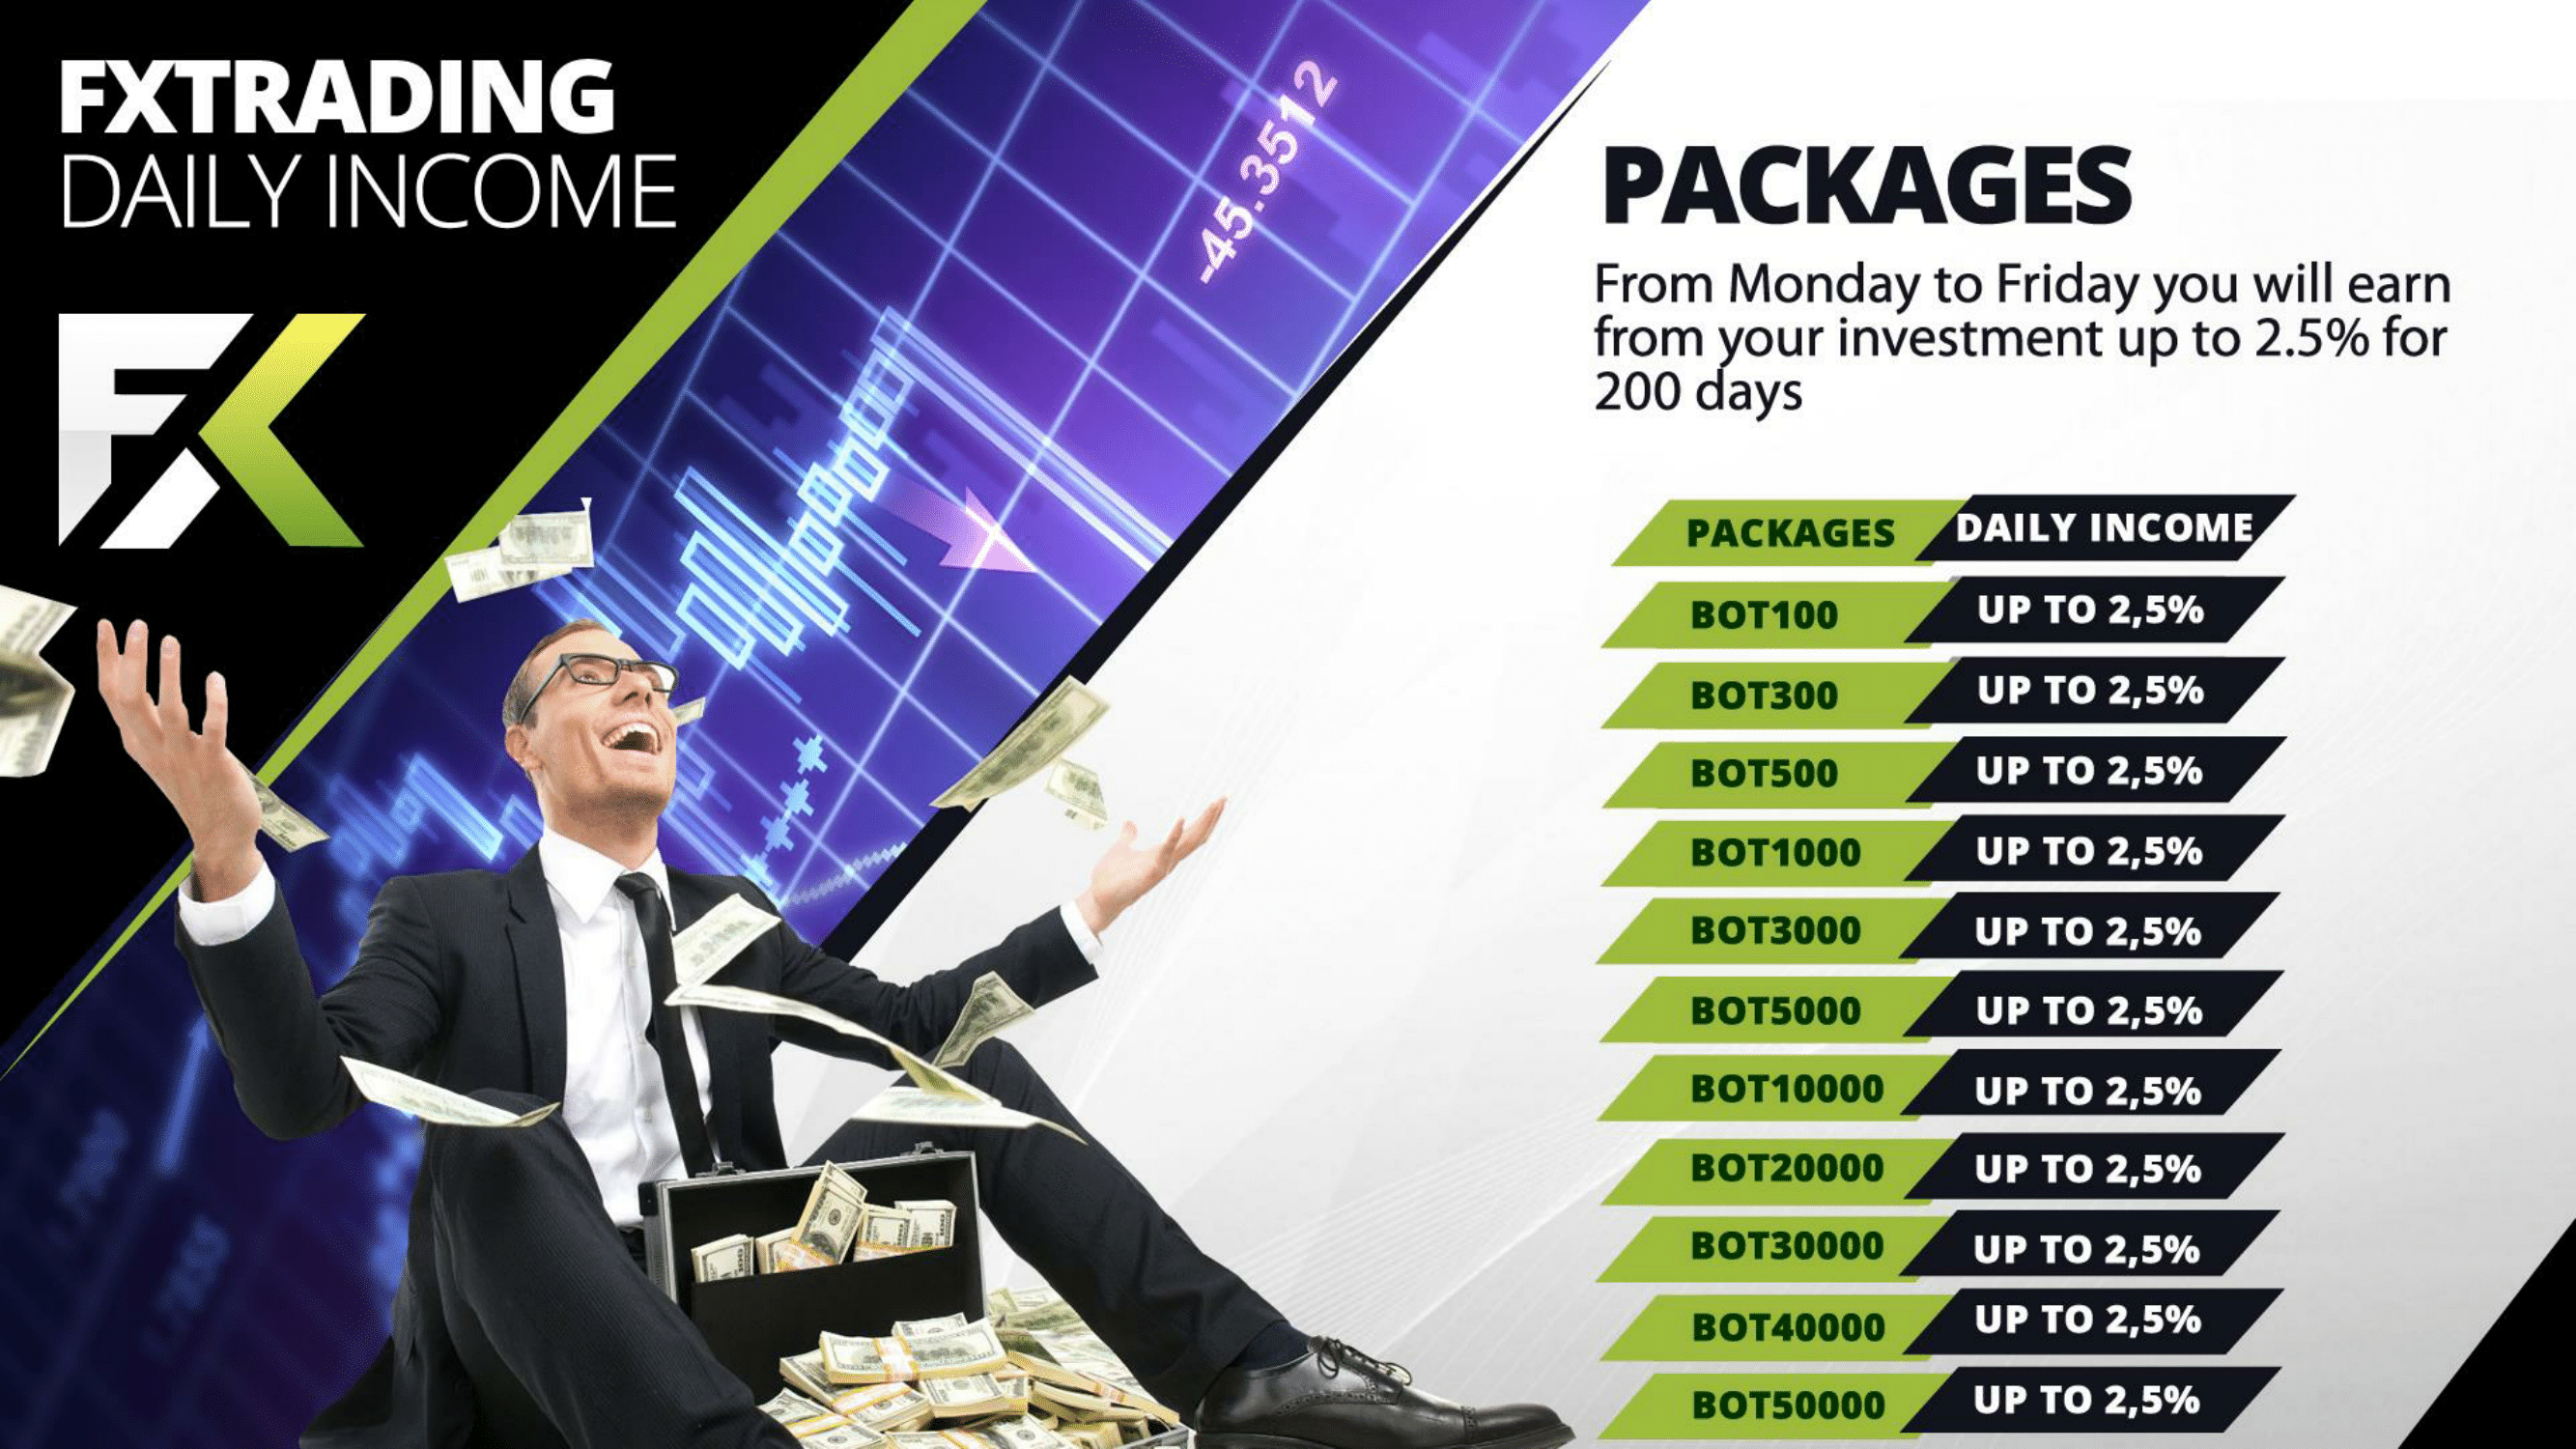 FXTRADING
DAILY INCOME
FX
-45.3512
PACKAGES
From Monday to Friday you will earn
from your investment up to 2.5% for
200 days
PACKAGES DAILY INCOME
BOT100 UP TO 2,5%
BOT300 UP TO 2,5%
BOT500 UP TO 2,5%
BOT1000 UP TO 2,5%
BOT3000 UP TO 2,5%
BOT5000 UP TO 2,5%
BOT10000 UP TO 2,5%
BOT20000 UP TO 2,5%
BOT30000 UP TO 2,5%
BOT40000 UP TO 2,5%
BOT50000 UP TO 2,5%